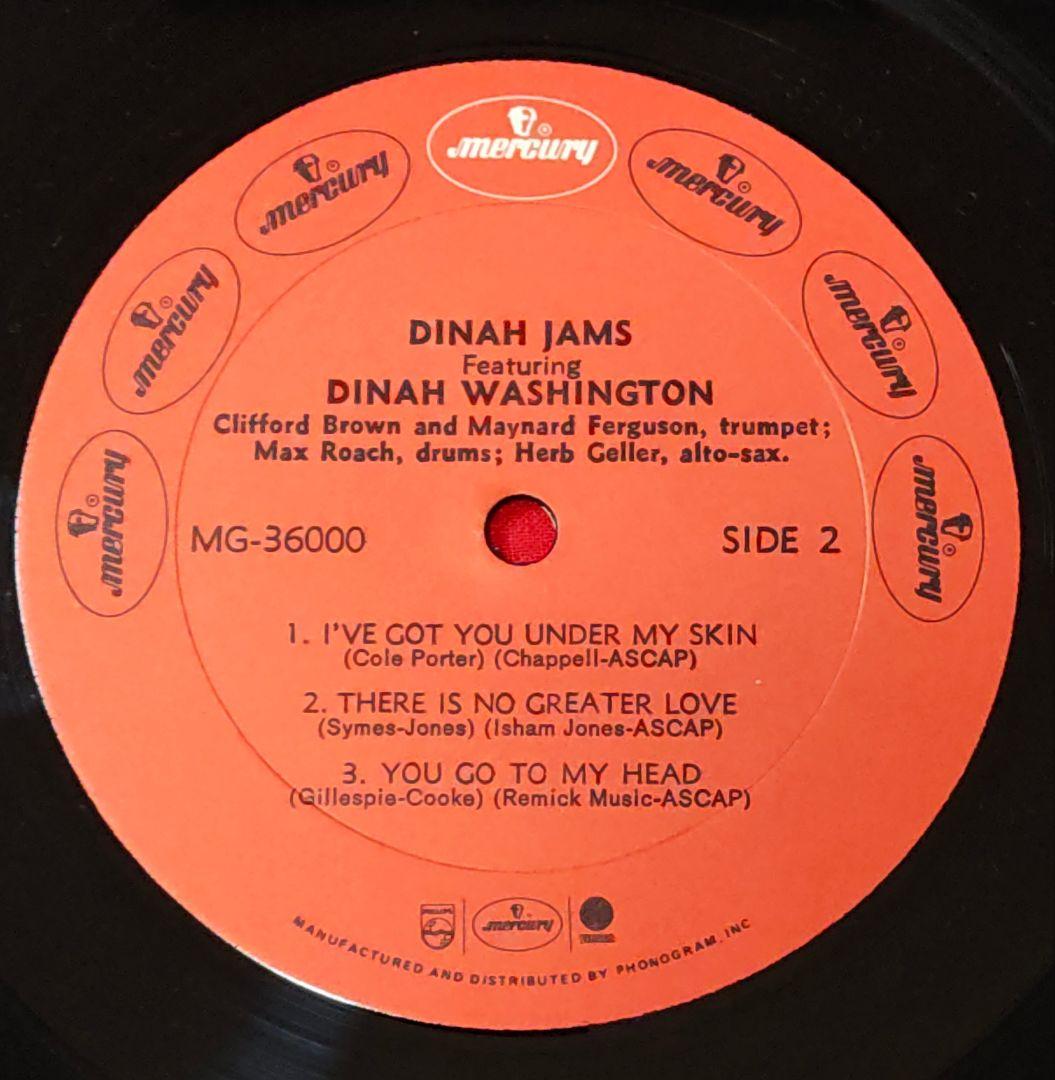 mercury
mercury
mercury
mercury
mercury
mercury
mercury
DINAH JAMS
Featuring
DINAH WASHINGTON
Clifford Brown and Maynard Ferguson, trumpet;
Max Roach, drums; Herb Geller, alto-sax.
MG-36000
SIDE 2
1. I'VE GOT YOU UNDER MY SKIN
(Cole Porter) (Chappell-ASCAP)
2. THERE IS NO GREATER LOVE
(Symes-Jones) (Isham Jones-ASCAP)
3. YOU GO TO MY HEAD
(Gillespie-Cooke) (Remick Music-ASCAP)
PHILIPS
mercury
MANUFACTURED AND DISTRIBUTED BY PHONOGRAM, INC